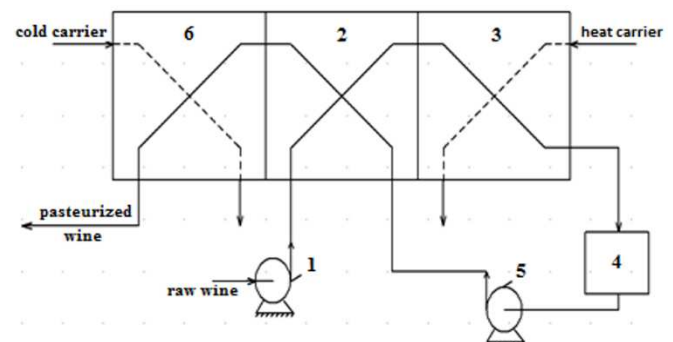 cold carrier
6
2
3
heat carrier
pasteurized
wine
raw wine
1
5
4